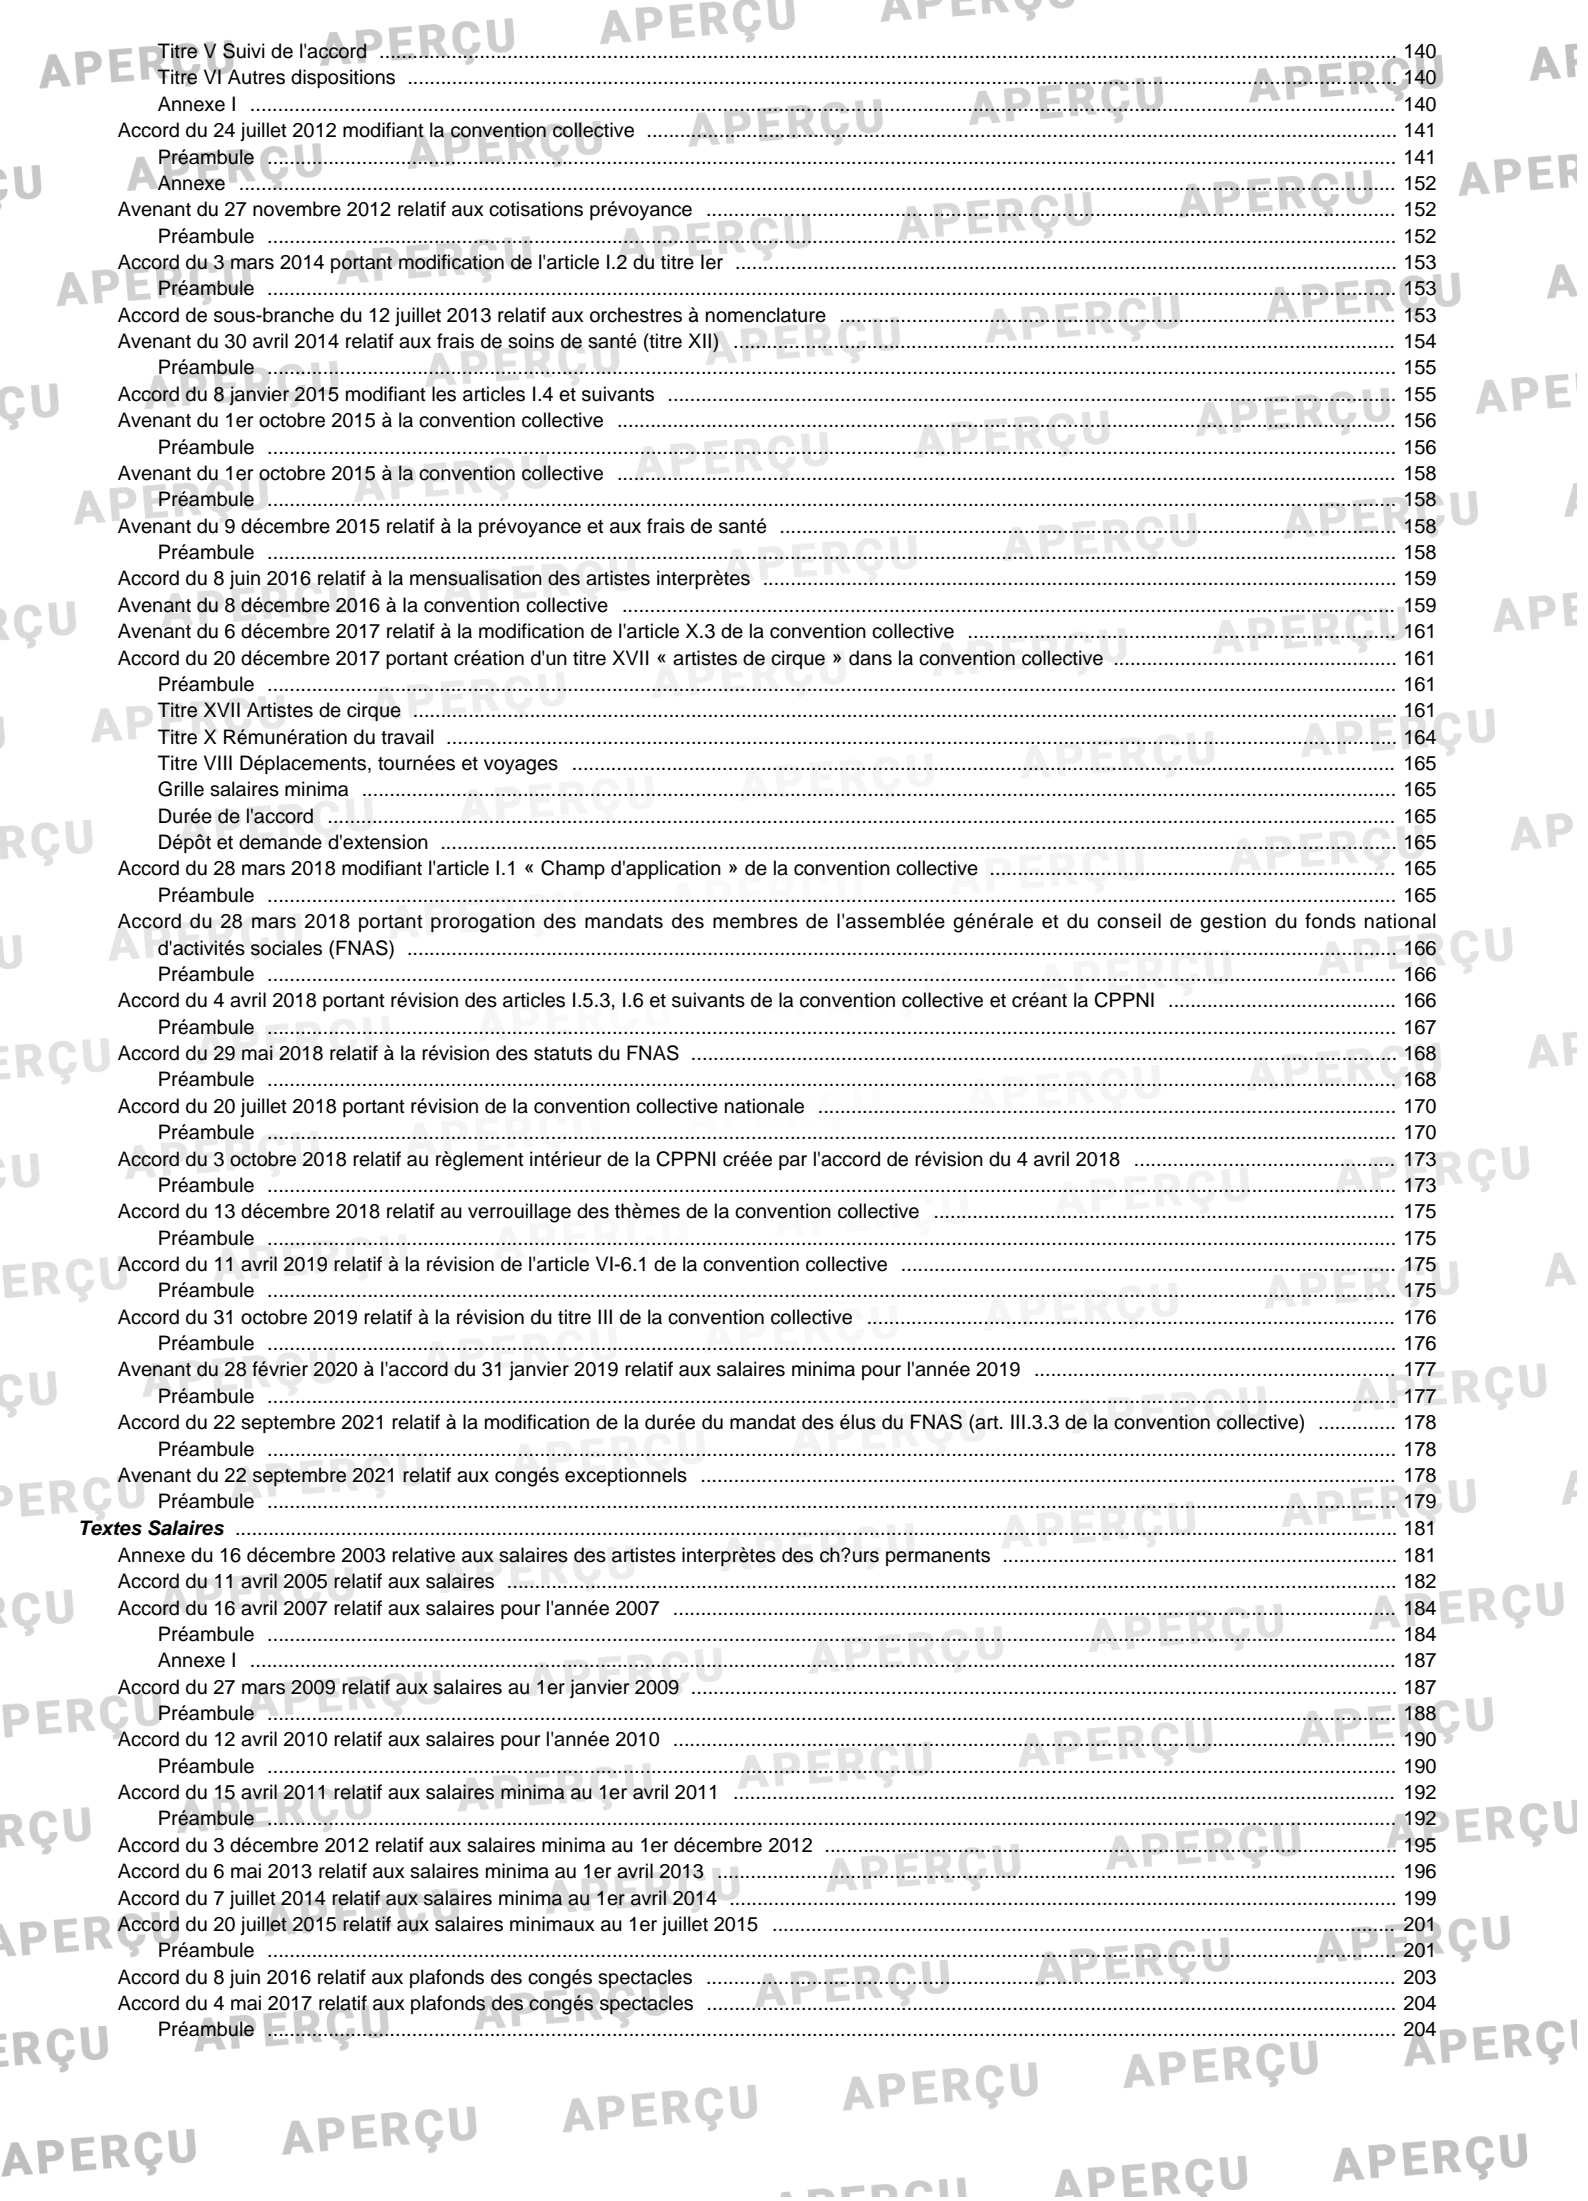 Titre V Suivi de l'accord ................ 140
Titre VI Autres dispositions ................ 140
Annexe I ................ 140
Accord du 24 juillet 2012 modifiant la convention collective ................ 141
Préambule ................ 141
Annexe ................ 152
Avenant du 27 novembre 2012 relatif aux cotisations prévoyance ................ 152
Préambule ................ 152
Accord du 3 mars 2014 portant modification de l'article I.2 du titre Ier ................ 153
Préambule ................ 153
Accord de sous-branche du 12 juillet 2013 relatif aux orchestres à nomenclature ................ 153
Avenant du 30 avril 2014 relatif aux frais de soins de santé (titre XII) ................ 154
Préambule ................ 155
Accord du 8 janvier 2015 modifiant les articles I.4 et suivants ................ 155
Avenant du 1er octobre 2015 à la convention collective ................ 156
Préambule ................ 156
Avenant du 1er octobre 2015 à la convention collective ................ 158
Préambule ................ 158
Avenant du 9 décembre 2015 relatif à la prévoyance et aux frais de santé ................ 158
Préambule ................ 158
Accord du 8 juin 2016 relatif à la mensualisation des artistes interprètes ................ 159
Avenant du 8 décembre 2016 à la convention collective ................ 159
Avenant du 6 décembre 2017 relatif à la modification de l'article X.3 de la convention collective ................ 161
Accord du 20 décembre 2017 portant création d'un titre XVII « artistes de cirque » dans la convention collective ................ 161
Préambule ................ 161
Titre XVII Artistes de cirque ................ 161
Titre X Rémunération du travail ................ 164
Titre VIII Déplacements, tournées et voyages ................ 165
Grille salaires minima ................ 165
Durée de l'accord ................ 165
Dépôt et demande d'extension ................ 165
Accord du 28 mars 2018 modifiant l'article I.1 « Champ d'application » de la convention collective ................ 165
Préambule ................ 165
Accord du 28 mars 2018 portant prorogation des mandats des membres de l'assemblée générale et du conseil de gestion du fonds national
d'activités sociales (FNAS) ................ 166
Préambule ................ 166
Accord du 4 avril 2018 portant révision des articles I.5.3, I.6 et suivants de la convention collective et créant la CPPNI ................ 166
Préambule ................ 167
Accord du 29 mai 2018 relatif à la révision des statuts du FNAS ................ 168
Préambule ................ 168
Accord du 20 juillet 2018 portant révision de la convention collective nationale ................ 170
Préambule ................ 170
Accord du 3 octobre 2018 relatif au règlement intérieur de la CPPNI créée par l'accord de révision du 4 avril 2018 ................ 173
Préambule ................ 173
Accord du 13 décembre 2018 relatif au verrouillage des thèmes de la convention collective ................ 175
Préambule ................ 175
Accord du 11 avril 2019 relatif à la révision de l'article VI-6.1 de la convention collective ................ 175
Préambule ................ 175
Accord du 31 octobre 2019 relatif à la révision du titre III de la convention collective ................ 176
Préambule ................ 176
Avenant du 28 février 2020 à l'accord du 31 janvier 2019 relatif aux salaires minima pour l'année 2019 ................ 177
Préambule ................ 177
Accord du 22 septembre 2021 relatif à la modification de la durée du mandat des élus du FNAS (art. III.3.3 de la convention collective) ................ 178
Préambule ................ 178
Avenant du 22 septembre 2021 relatif aux congés exceptionnels ................ 178
Préambule ................ 179
Textes Salaires ................ 181
Annexe du 16 décembre 2003 relative aux salaires des artistes interprètes des ch?urs permanents ................ 181
Accord du 11 avril 2005 relatif aux salaires ................ 182
Accord du 16 avril 2007 relatif aux salaires pour l'année 2007 ................ 184
Préambule ................ 184
Annexe I ................ 187
Accord du 27 mars 2009 relatif aux salaires au 1er janvier 2009 ................ 187
Préambule ................ 188
Accord du 12 avril 2010 relatif aux salaires pour l'année 2010 ................ 190
Préambule ................ 190
Accord du 15 avril 2011 relatif aux salaires minima au 1er avril 2011 ................ 192
Préambule ................ 192
Accord du 3 décembre 2012 relatif aux salaires minima au 1er décembre 2012 ................ 195
Accord du 6 mai 2013 relatif aux salaires minima au 1er avril 2013 ................ 196
Accord du 7 juillet 2014 relatif aux salaires minima au 1er avril 2014 ................ 199
Accord du 20 juillet 2015 relatif aux salaires minimaux au 1er juillet 2015 ................ 201
Préambule ................ 201
Accord du 8 juin 2016 relatif aux plafonds des congés spectacles ................ 203
Accord du 4 mai 2017 relatif aux plafonds des congés spectacles ................ 204
Préambule ................ 204
APERÇU